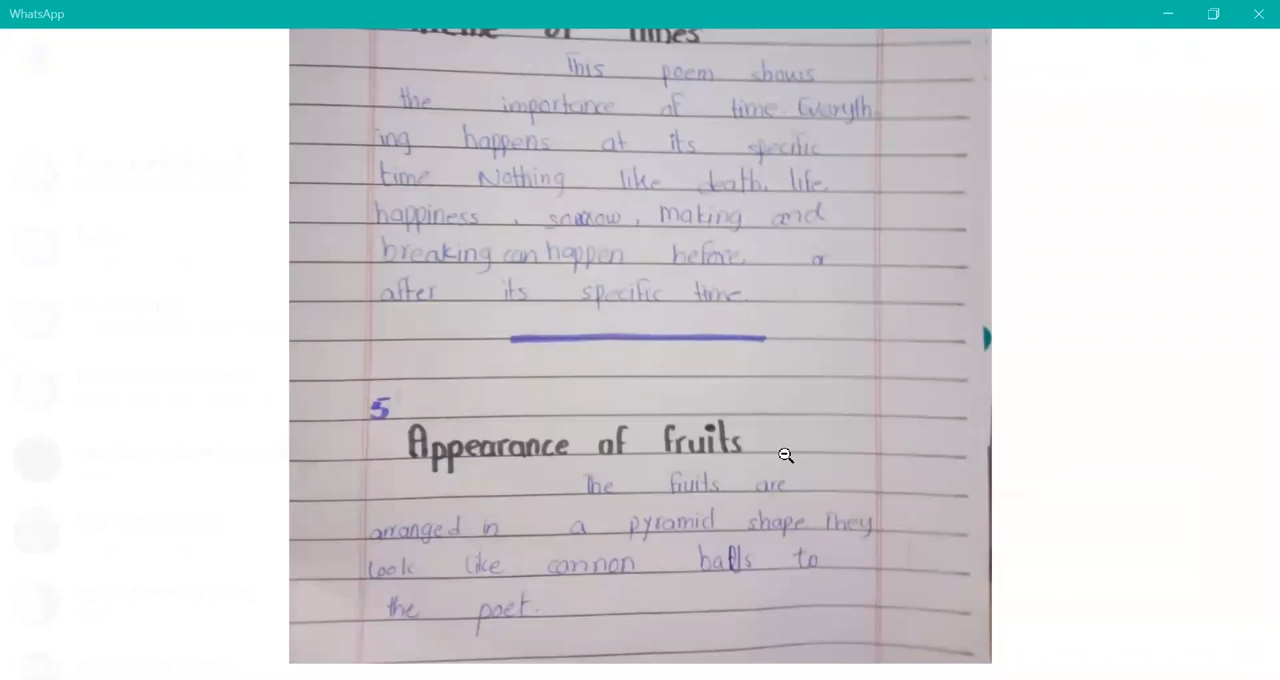 WhatsApp
of Times
This poem shows
the importance of time. Everyth
ing happens at its specific
time Nothing like death, life,
happiness, sorrow, making and
breaking can happen before, or
after its specific time.
5
Appearance of fruits
The fruits are
arranged in a pyramid shape They
look like cannon balls to
the poet.